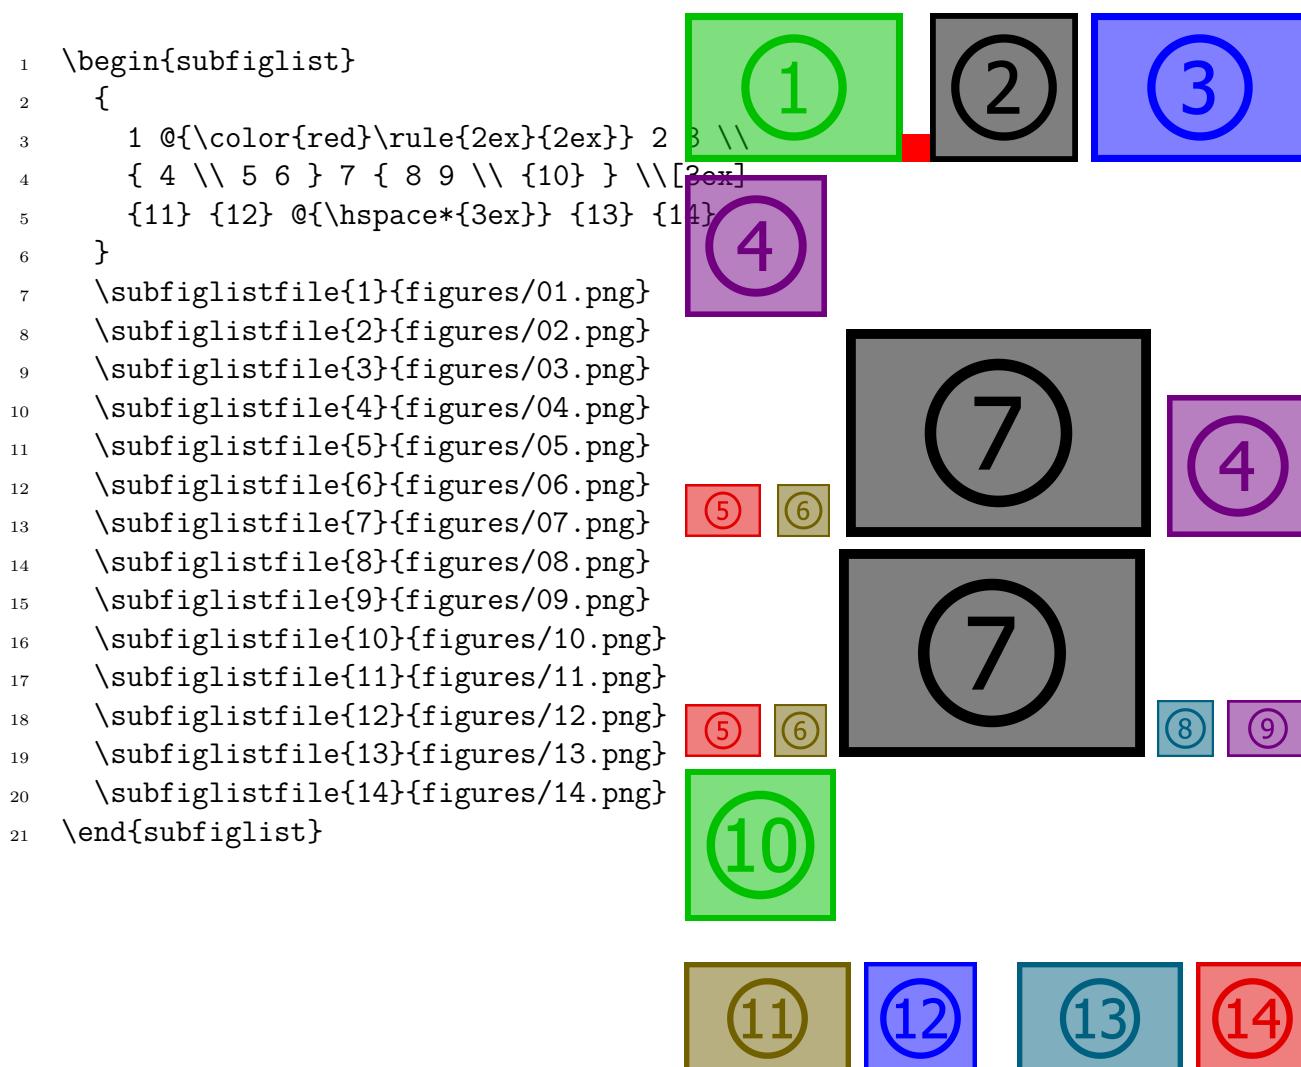 1 \begin{subfiglist}
2 {
3 1 @{\color{red}\rule{2ex}{2ex}} 2 3 \\
4 { 4 \\ 5 6 } 7 { 8 9 \\ {10} } \\[3ex]
5 {11} {12} @{\hspace*{3ex}} {13} {14}
6 }
7 \subfiglistfile{1}{figures/01.png}
8 \subfiglistfile{2}{figures/02.png}
9 \subfiglistfile{3}{figures/03.png}
10 \subfiglistfile{4}{figures/04.png}
11 \subfiglistfile{5}{figures/05.png}
12 \subfiglistfile{6}{figures/06.png}
13 \subfiglistfile{7}{figures/07.png}
14 \subfiglistfile{8}{figures/08.png}
15 \subfiglistfile{9}{figures/09.png}
16 \subfiglistfile{10}{figures/10.png}
17 \subfiglistfile{11}{figures/11.png}
18 \subfiglistfile{12}{figures/12.png}
19 \subfiglistfile{13}{figures/13.png}
20 \subfiglistfile{14}{figures/14.png}
21 \end{subfiglist}
1 2 3
4
5 6 7 4
5 6 7 8 9
10
11 12 13 14